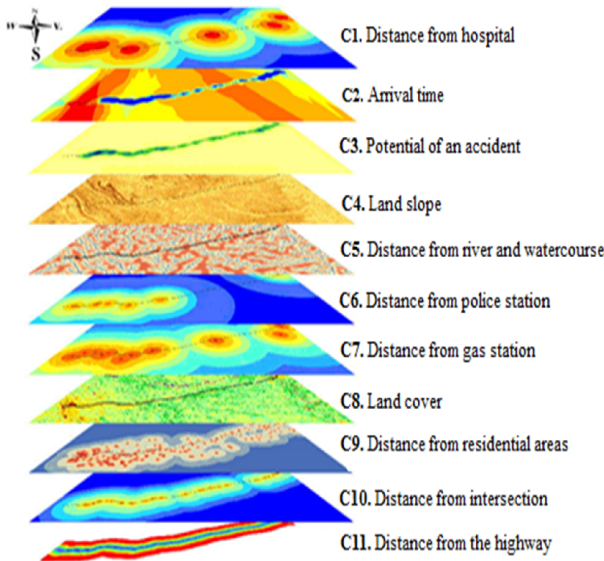 N
W
V.
S
C1. Distance from hospital
C2. Arrival time
C3. Potential of an accident
C4. Land slope
C5. Distance from river and watercourse
C6. Distance from police station
C7. Distance from gas station
C8. Land cover
C9. Distance from residential areas
C10. Distance from intersection
C11. Distance from the highway